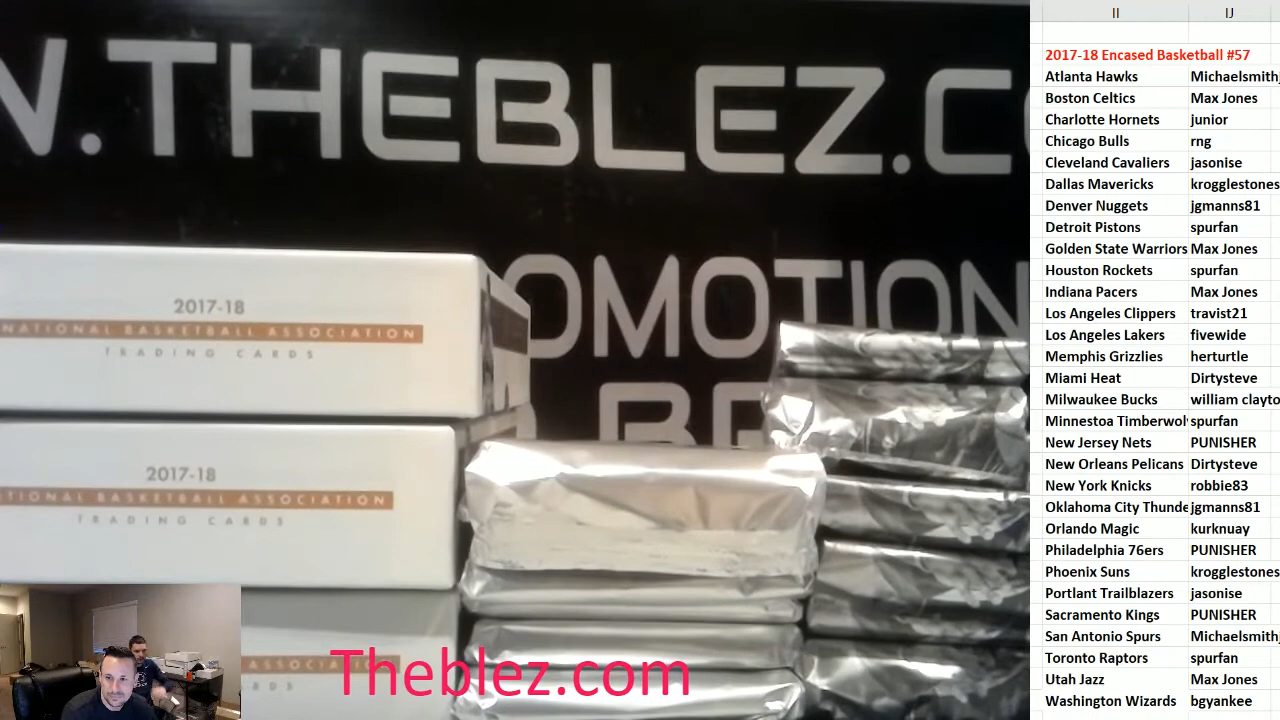 W.THEBLEZ.CO
OMOTION
BR
2017-18
NATIONAL BASKETBALL ASSOCIATION
TRADING CARDS
2017-18
TIONAL BASKETBALL ASSOCIATION
TRADING CARDS
Theblez.com
II IJ
2017-18 Encased Basketball #57
Atlanta Hawks Michaelsmith
Boston Celtics Max Jones
Charlotte Hornets junior
Chicago Bulls rng
Cleveland Cavaliers jasonise
Dallas Mavericks krogglestones
Denver Nuggets jgmanns81
Detroit Pistons spurfan
Golden State Warriors Max Jones
Houston Rockets spurfan
Indiana Pacers Max Jones
Los Angeles Clippers travist21
Los Angeles Lakers fivewide
Memphis Grizzlies herturtle
Miami Heat Dirtysteve
Milwaukee Bucks william clayto
Minnestoa Timberwol spurfan
New Jersey Nets PUNISHER
New Orleans Pelicans Dirtysteve
New York Knicks robbie83
Oklahoma City Thunde jgmanns81
Orlando Magic kurknuay
Philadelphia 76ers PUNISHER
Phoenix Suns krogglestones
Portlant Trailblazers jasonise
Sacramento Kings PUNISHER
San Antonio Spurs Michaelsmith
Toronto Raptors spurfan
Utah Jazz Max Jones
Washington Wizards bgyankee